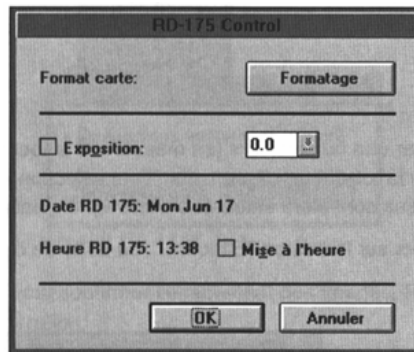 RD-175 Control
Format carte: Formatage
Exposition: 0.0
Date RD 175: Mon Jun 17
Heure RD 175: 13:38 Mise à l'heure
OK Annuler